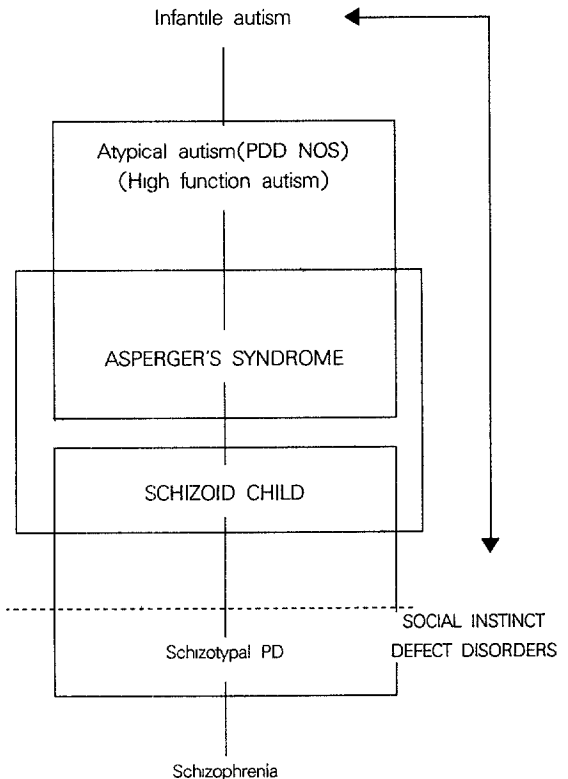 Infantile autism
Atypical autism(PDD NOS)
(High function autism)
ASPERGER'S SYNDROME
SCHIZOID CHILD
SOCIAL INSTINCT
DEFECT DISORDERS
Schizotypal PD
Schizophrenia